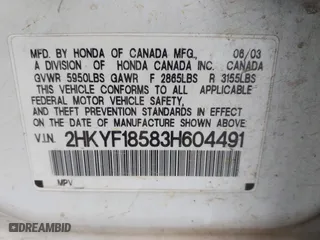 MFD. BY HONDA OF CANADA MFG., 08/03
A DIVISION OF HONDA CANADA INC. CANADA
GVWR 5950LBS GAWR F 2865LBS R 3155LBS
THIS VEHICLE CONFORMS TO ALL APPLICABLE
FEDERAL MOTOR VEHICLE SAFETY STANDARDS
AND THEFT PREVENTION STANDARDS IN EFFECT
ON THE DATE OF MANUFACTURE SHOWN ABOVE.
V.I.N. 2HKYF18583H604491
MPV
DREAMBID